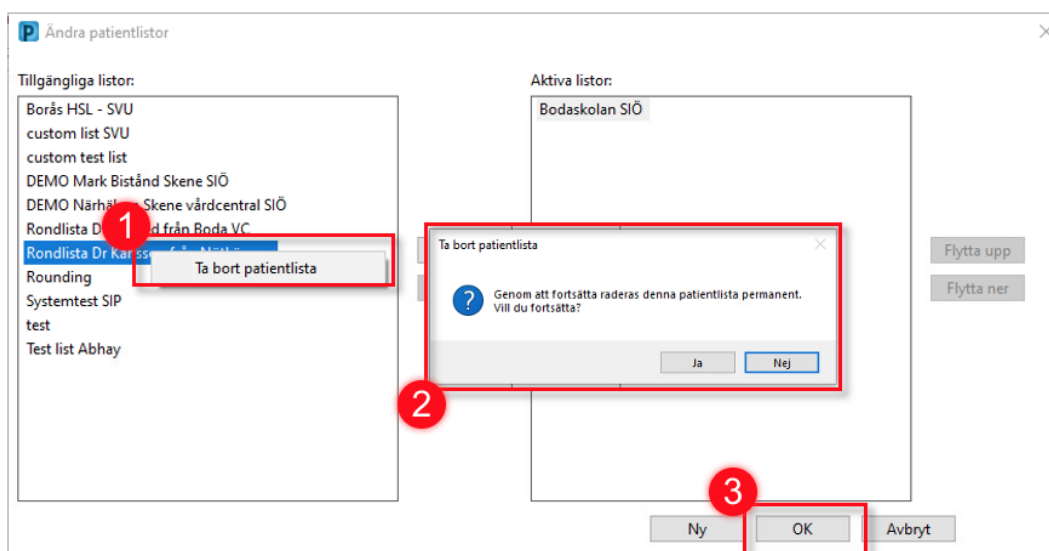 Ändra patientlistor
Tillgängliga listor:
Aktiva listor:
Borås HSL - SVU
custom list SVU
custom test list
DEMO Mark Bistånd Skene SIÖ
DEMO Närhäl Skene vårdcentral SIÖ
Rondlista D d från Boda VC
Rondlista Dr Karlsson från
Rounding
Systemtest SIP
test
Test list Abhay
1
Ta bort patientlista
Bodaskolan SIÖ
Ta bort patientlista
Genom att fortsätta raderas denna patientlista permanent.
Vill du fortsätta?
Ja
Nej
2
Flytta upp
Flytta ner
3
Ny
OK
Avbryt